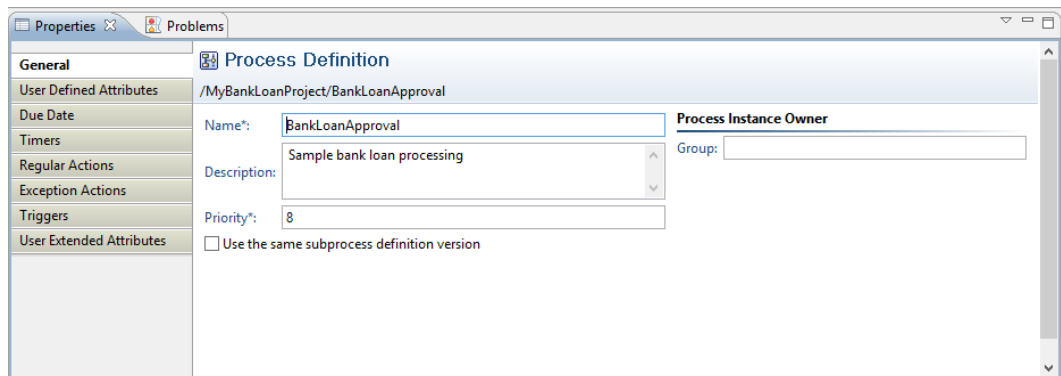 Properties
Problems
General
User Defined Attributes
Due Date
Timers
Regular Actions
Exception Actions
Triggers
User Extended Attributes
Process Definition
/MyBankLoanProject/BankLoanApproval
Name*: BankLoanApproval
Description: Sample bank loan processing
Priority*: 8
Use the same subprocess definition version
Process Instance Owner
Group: